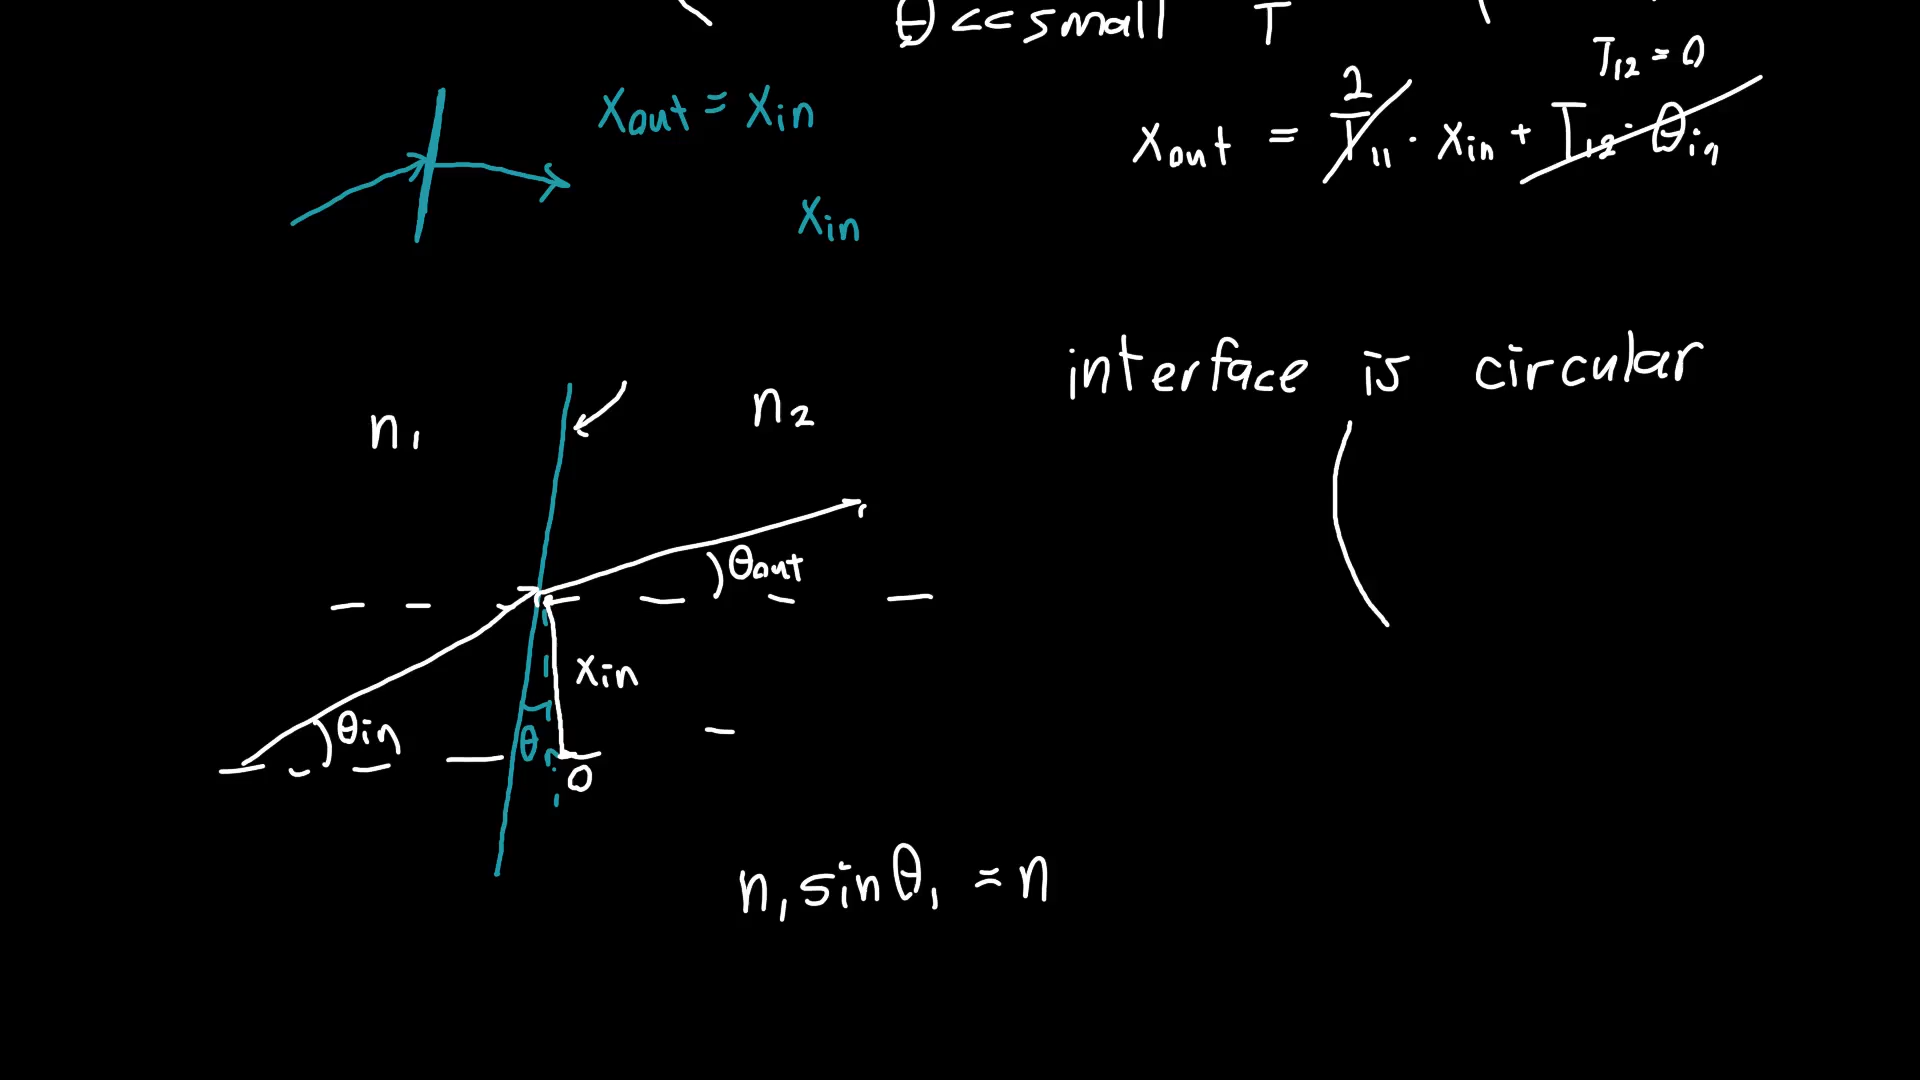 θ << small T
T₁₂ = 0
Xout = Xin
Xout = T₁₁ · Xin + T₁₂ · θin
Xin
interface is circular
n₁ n₂
θout
Xin
θin
θ
0
n₁ sinθ₁ = n